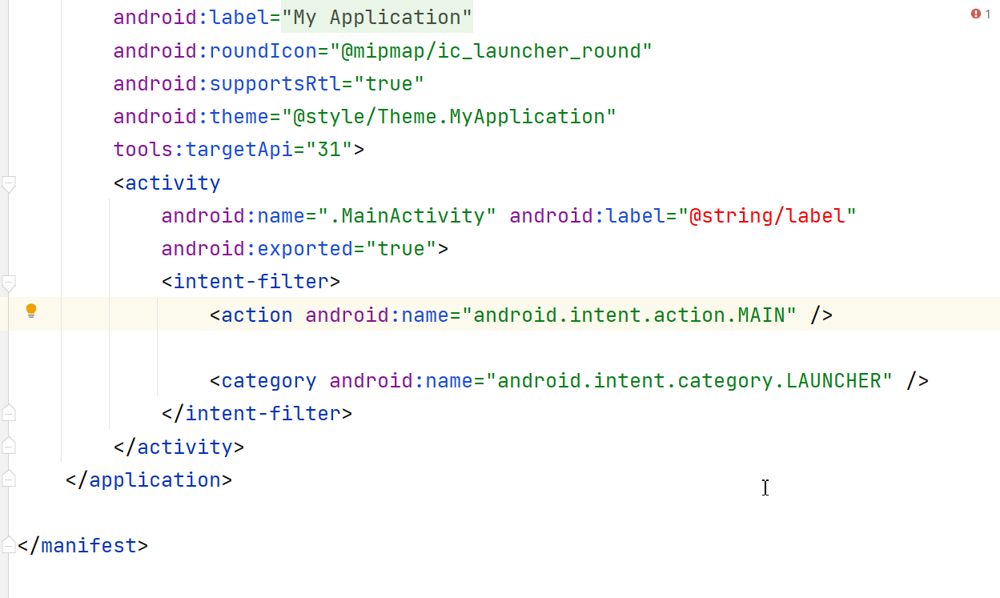 android:label="My Application"
1
android:roundIcon="@mipmap/ic_launcher_round"
android:supportsRtl="true"
android:theme="@style/Theme.MyApplication"
tools:targetApi="31">
<activity
android:name=".MainActivity" android:label="@string/label"
android:exported="true">
<intent-filter>
<action android:name="android.intent.action.MAIN" />
<category android:name="android.intent.category.LAUNCHER" />
</intent-filter>
</activity>
</application>
</manifest>